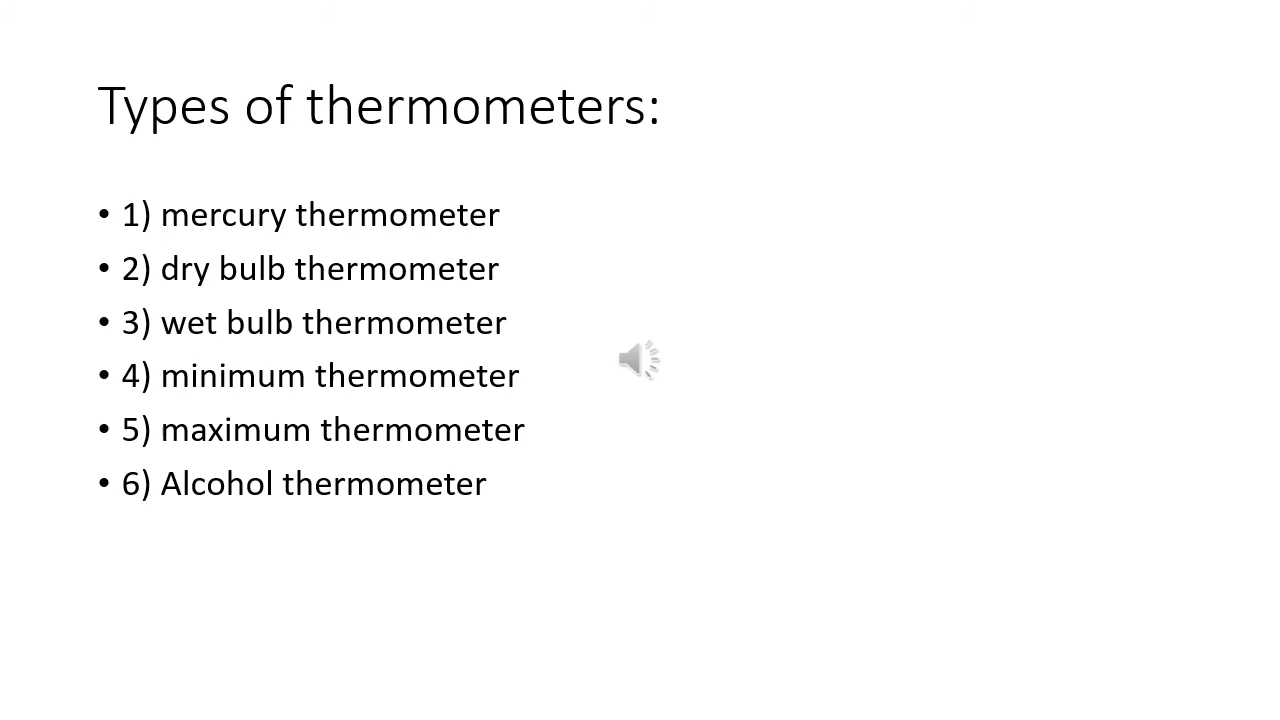 Types of thermometers:
• 1) mercury thermometer
• 2) dry bulb thermometer
• 3) wet bulb thermometer
• 4) minimum thermometer
• 5) maximum thermometer
• 6) Alcohol thermometer